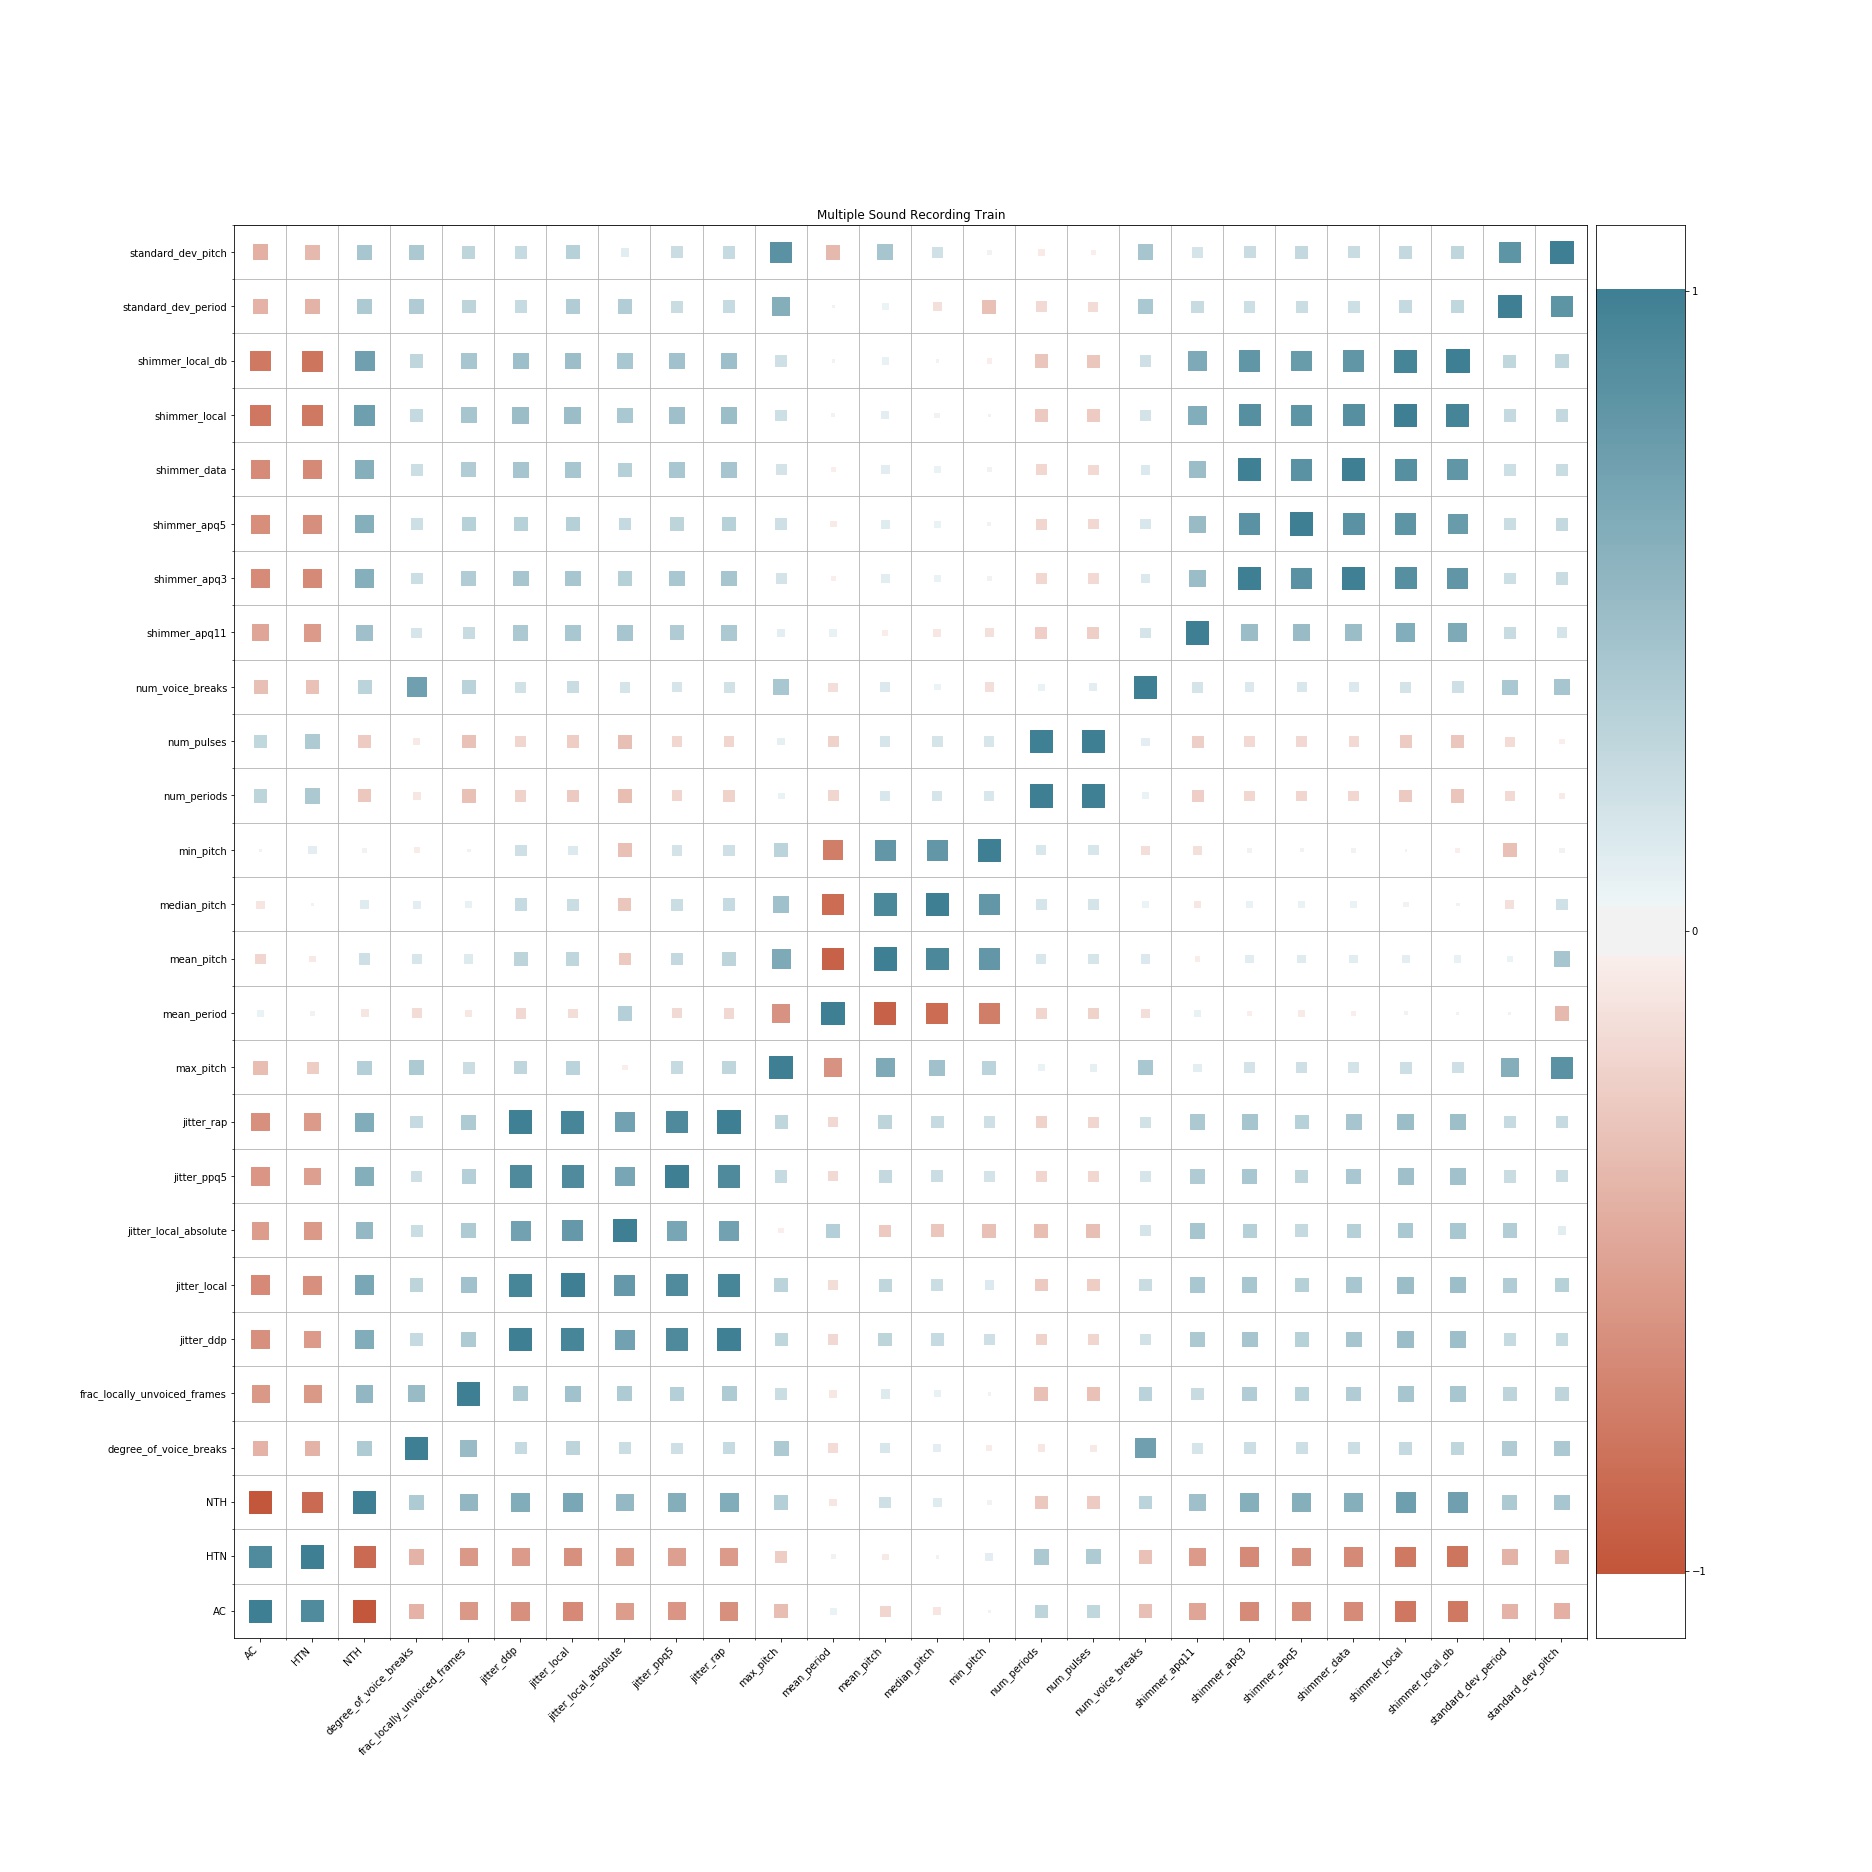 Multiple Sound Recording Train
standard_dev_pitch
standard_dev_period
shimmer_local_db
shimmer_local
shimmer_data
shimmer_apq5
shimmer_apq3
shimmer_apq11
num_voice_breaks
num_pulses
num_periods
min_pitch
median_pitch
mean_pitch
mean_period
max_pitch
jitter_rap
jitter_ppq5
jitter_local_absolute
jitter_local
jitter_ddp
frac_locally_unvoiced_frames
degree_of_voice_breaks
NTH
HTN
AC
1
0
−1
AC
HTN
NTH
degree_of_voice_breaks
frac_locally_unvoiced_frames
jitter_ddp
jitter_local
jitter_local_absolute
jitter_ppq5
jitter_rap
max_pitch
mean_period
mean_pitch
median_pitch
min_pitch
num_periods
num_pulses
num_voice_breaks
shimmer_apq11
shimmer_apq3
shimmer_apq5
shimmer_data
shimmer_local
shimmer_local_db
standard_dev_period
standard_dev_pitch